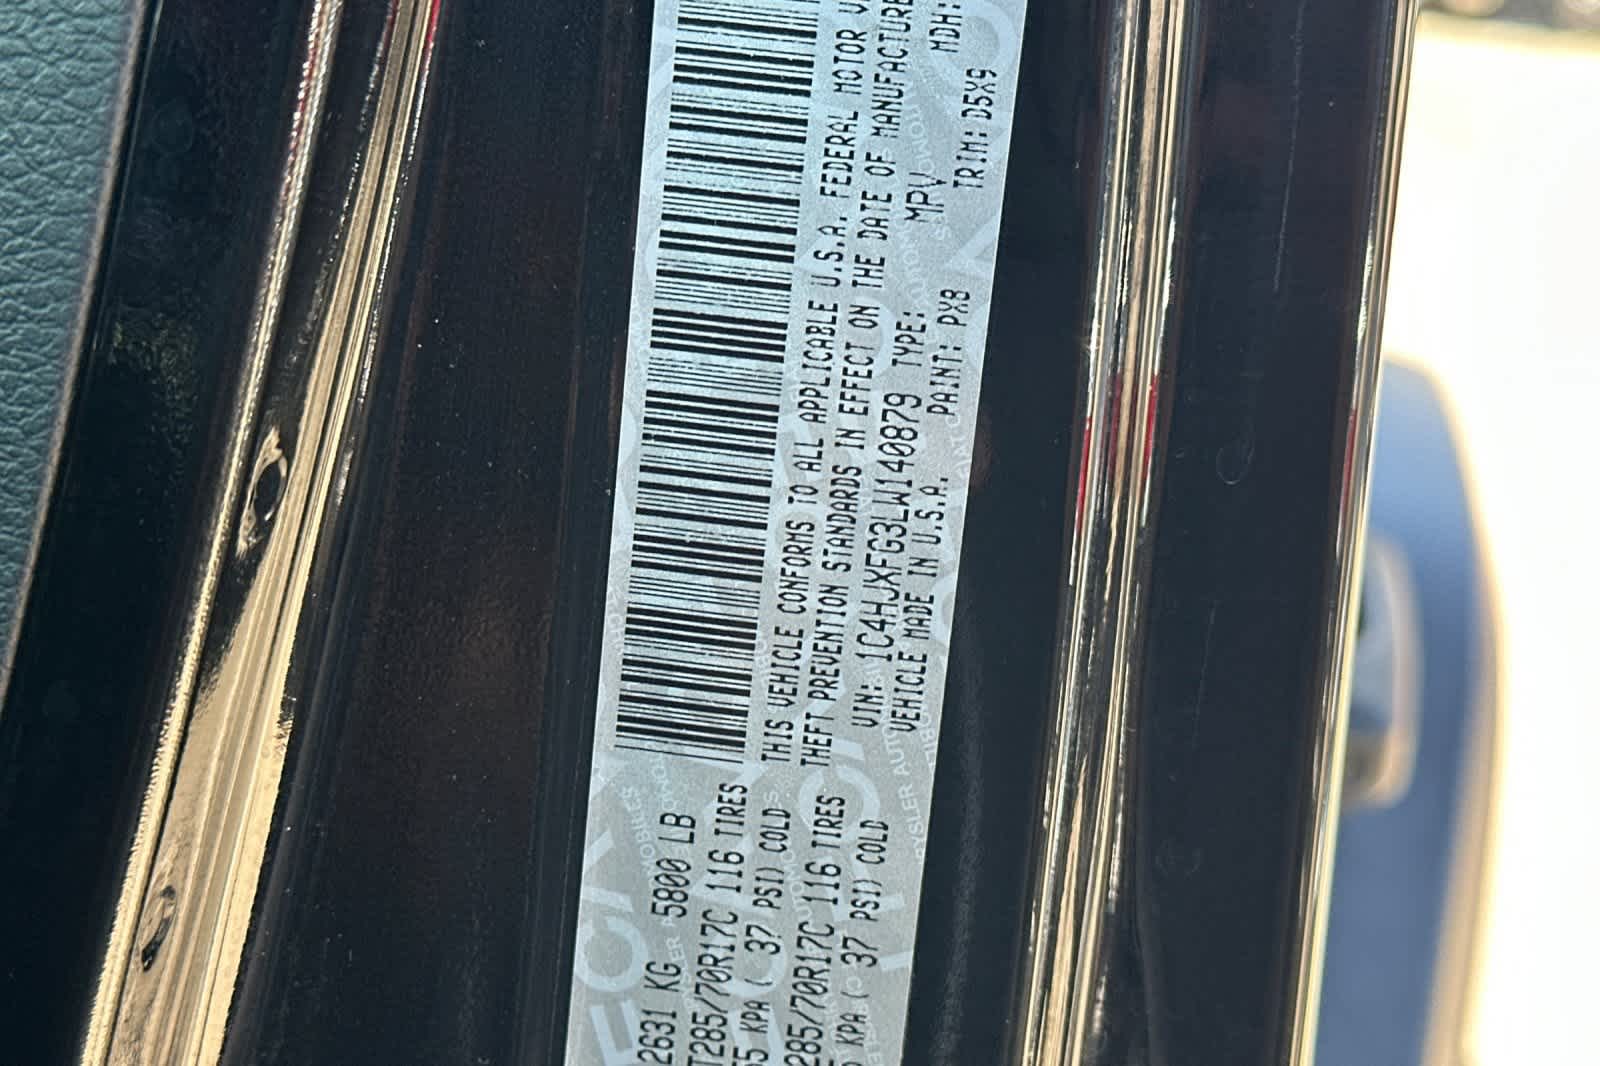 2631 KG 5800 LB
T285/70R17C 116 TIRES
KPA ( 37 PSI) COLD
285/70R17C 116 TIRES
KPA ( 37 PSI) COLD
THIS VEHICLE CONFORMS TO ALL APPLICABLE U.S.A. FEDERAL MOTOR V
THEFT PREVENTION STANDARDS IN EFFECT ON THE DATE OF MANUFACTURE
VIN: 1C4HJXFG3LW140879 TYPE: MPV
VEHICLE MADE IN U.S.A. PAINT: PX8 TRIM: D5X9 MDH: